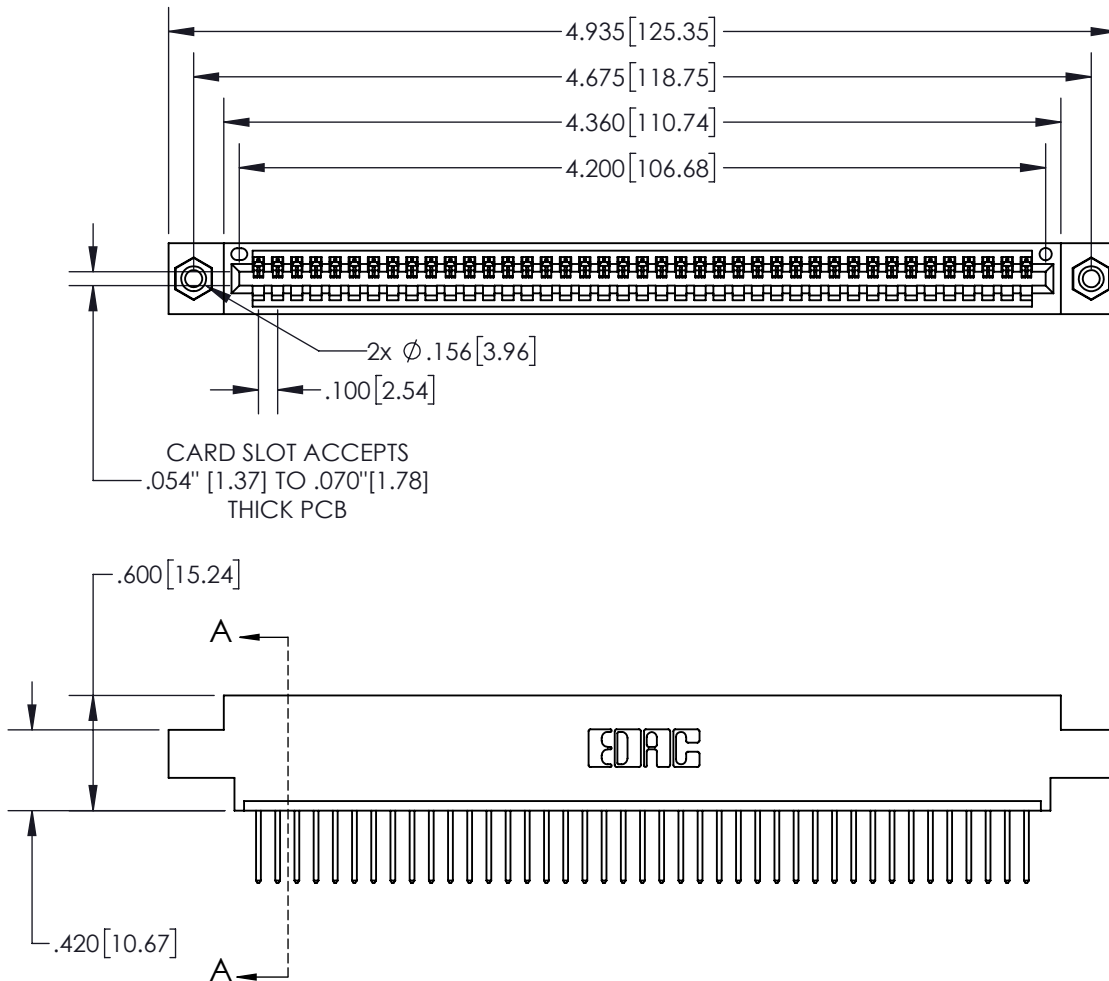 4.935[125.35]
4.675[118.75]
4.360[110.74]
4.200[106.68]
2x Ø.156[3.96]
.100[2.54]
CARD SLOT ACCEPTS
.054" [1.37] TO .070"[1.78]
THICK PCB
.600[15.24]
A
EDAC
.420[10.67]
A